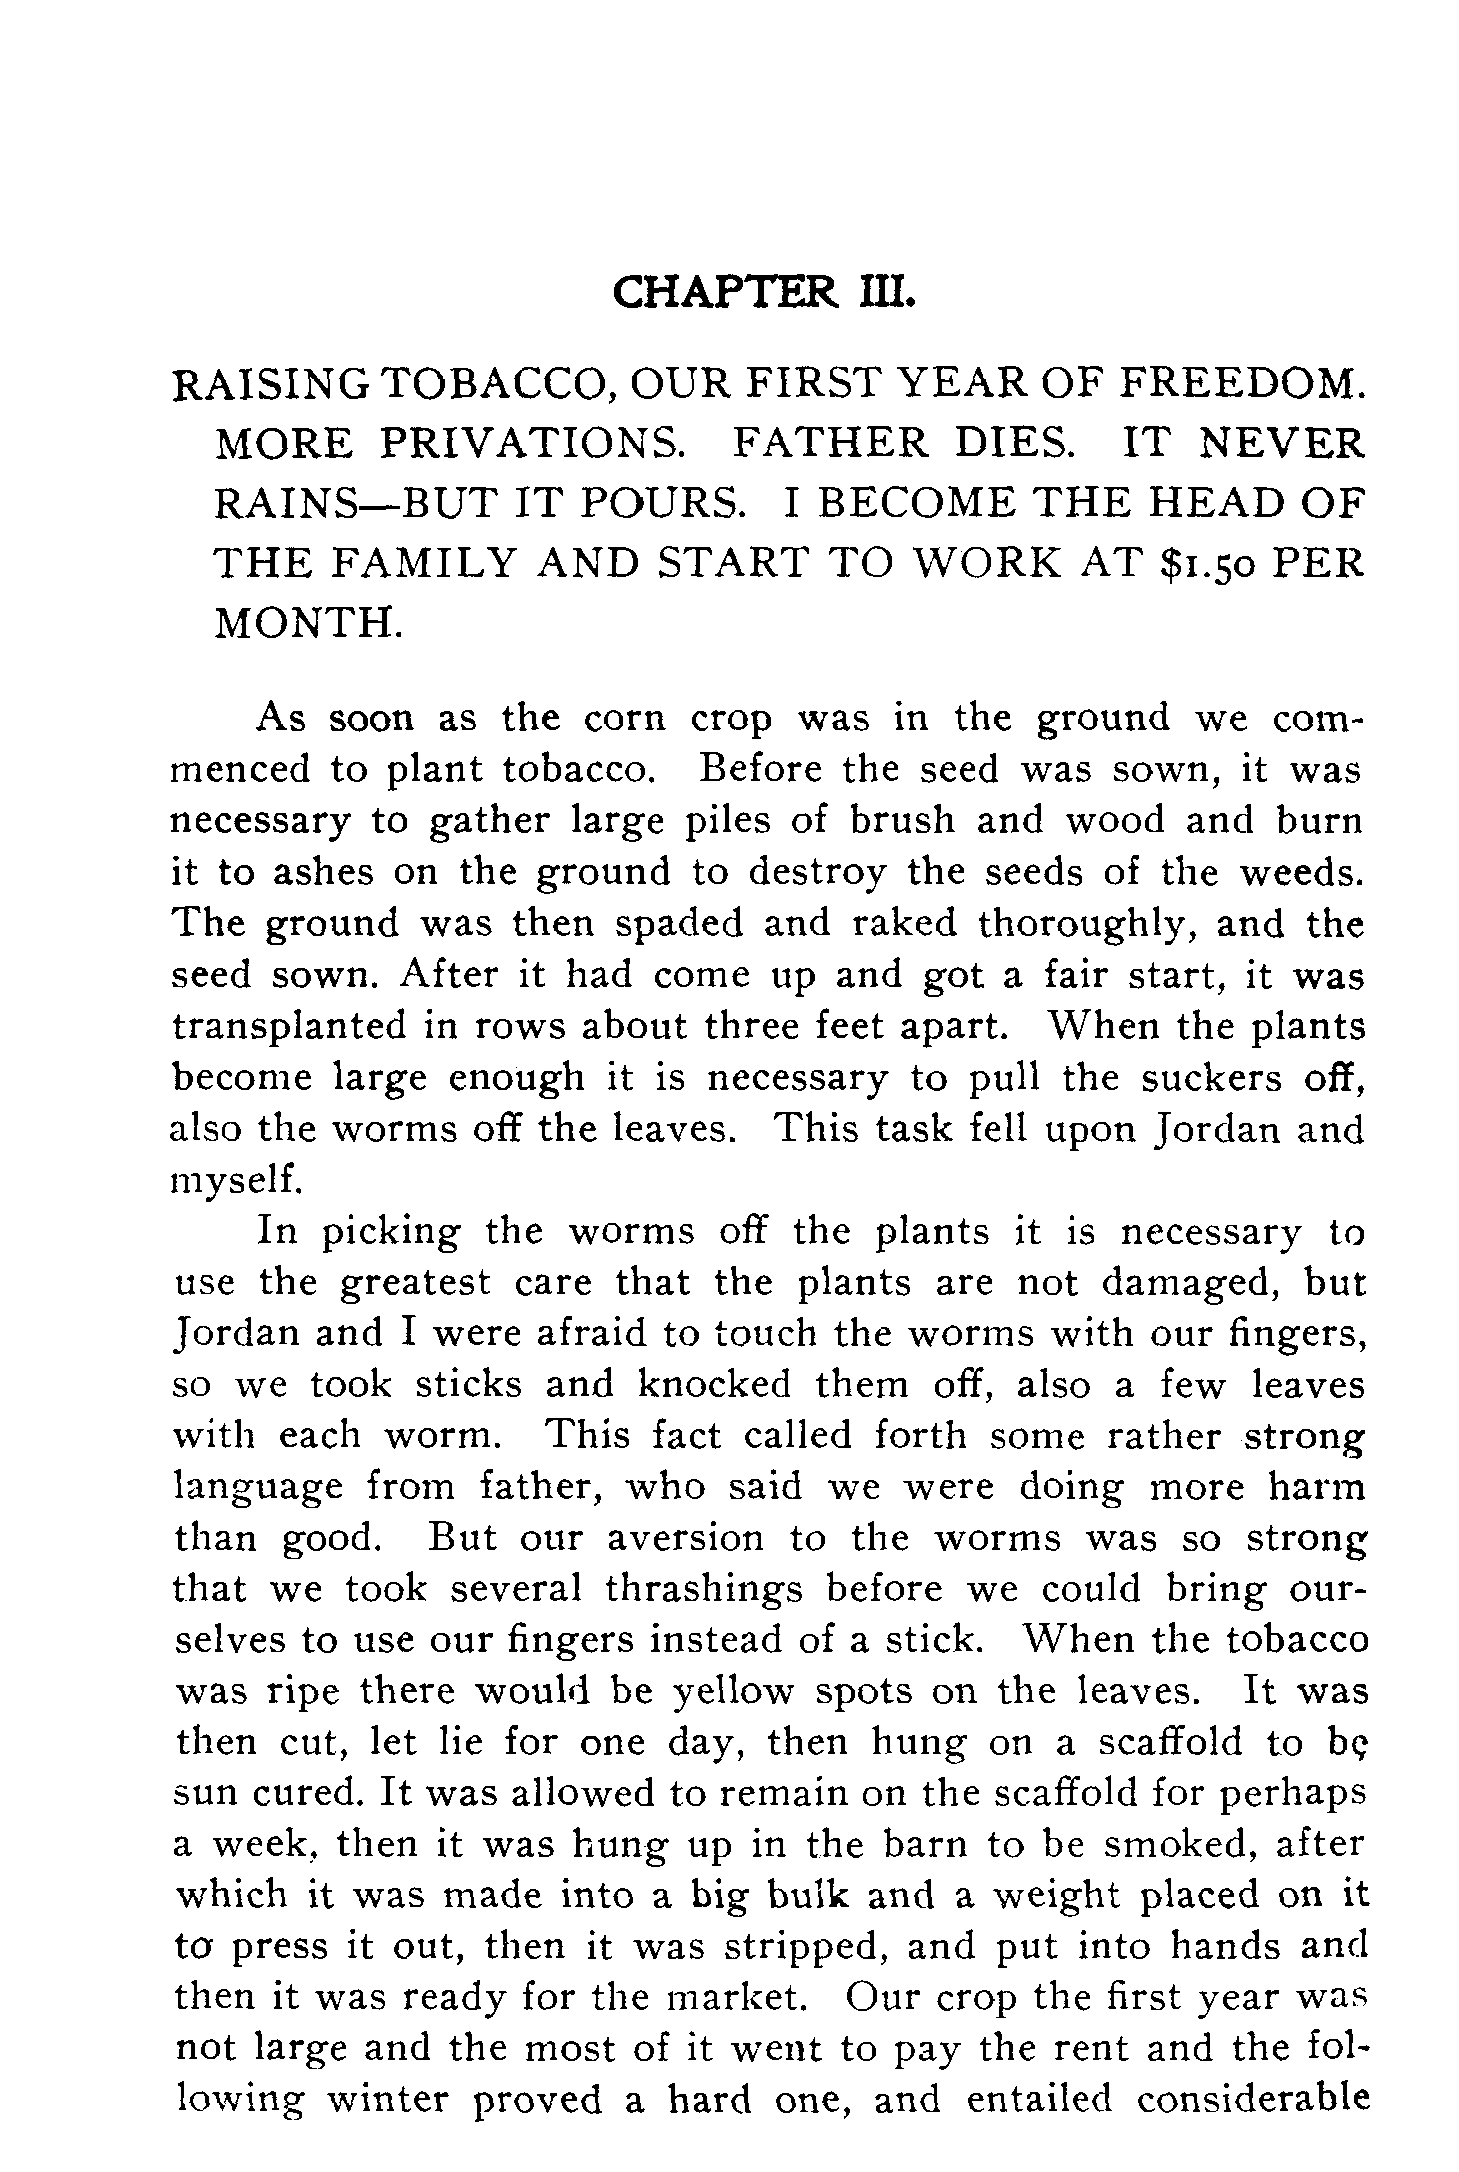 CHAPTER III.
RAISING TOBACCO, OUR FIRST YEAR OF FREEDOM.
MORE PRIVATIONS. FATHER DIES. IT NEVER
RAINS—BUT IT POURS. I BECOME THE HEAD OF
THE FAMILY AND START TO WORK AT $1.50 PER
MONTH.
As soon as the corn crop was in the ground we com-
menced to plant tobacco. Before the seed was sown, it was
necessary to gather large piles of brush and wood and burn
it to ashes on the ground to destroy the seeds of the weeds.
The ground was then spaded and raked thoroughly, and the
seed sown. After it had come up and got a fair start, it was
transplanted in rows about three feet apart. When the plants
become large enough it is necessary to pull the suckers off,
also the worms off the leaves. This task fell upon Jordan and
myself.
In picking the worms off the plants it is necessary to
use the greatest care that the plants are not damaged, but
Jordan and I were afraid to touch the worms with our fingers,
so we took sticks and knocked them off, also a few leaves
with each worm. This fact called forth some rather strong
language from father, who said we were doing more harm
than good. But our aversion to the worms was so strong
that we took several thrashings before we could bring our-
selves to use our fingers instead of a stick. When the tobacco
was ripe there would be yellow spots on the leaves. It was
then cut, let lie for one day, then hung on a scaffold to be
sun cured. It was allowed to remain on the scaffold for perhaps
a week, then it was hung up in the barn to be smoked, after
which it was made into a big bulk and a weight placed on it
to press it out, then it was stripped, and put into hands and
then it was ready for the market. Our crop the first year was
not large and the most of it went to pay the rent and the fol-
lowing winter proved a hard one, and entailed considerable